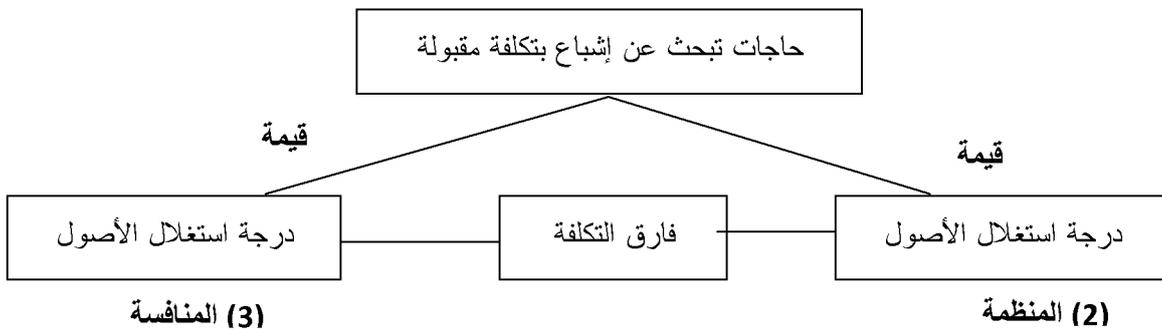 حاجات تبحث عن إشباع بتكلفة مقبولة
قيمة
قيمة
درجة استغلال الأصول
فارق التكلفة
درجة استغلال الأصول
(2) المنظمة
(3) المنافسة